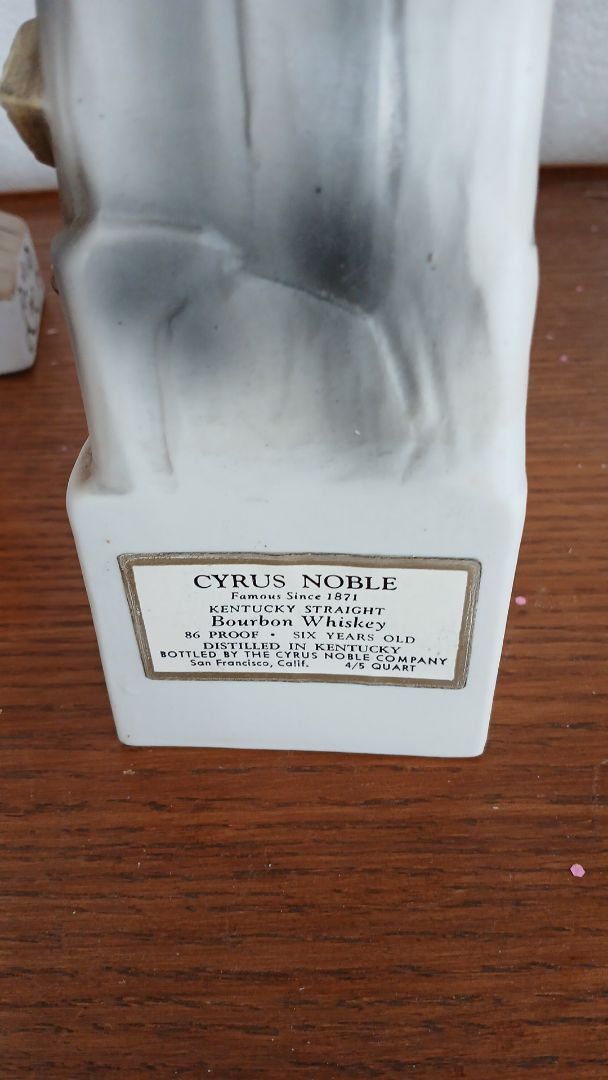 CYRUS NOBLE
Famous Since 1871
KENTUCKY STRAIGHT
Bourbon Whiskey
86 PROOF • SIX YEARS OLD
DISTILLED IN KENTUCKY
BOTTLED BY THE CYRUS NOBLE COMPANY
San Francisco, Calif. 4/5 QUART